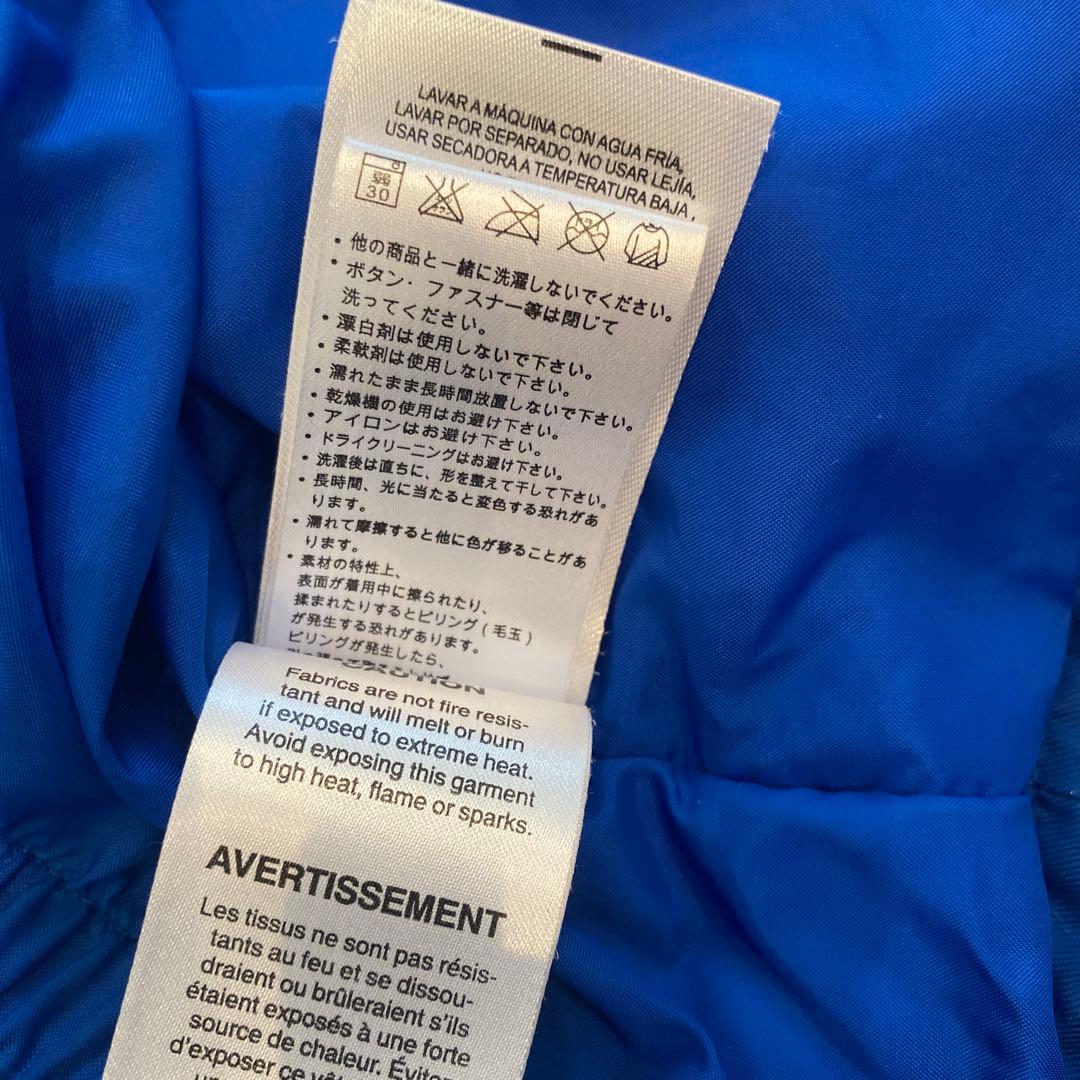 LAVAR A MÁQUINA CON AGUA FRÍA,
LAVAR POR SEPARADO, NO USAR LEJÍA,
USAR SECADORA A TEMPERATURA BAJA,
弱
30
・他の商品と一緒に洗濯しないでください。
・ボタン・ファスナー等は閉じて
洗ってください。
・漂白剤は使用しないで下さい。
・柔軟剤は使用しないで下さい。
・濡れたまま長時間放置しないで下さい。
・乾燥機の使用はお避け下さい。
・アイロンはお避け下さい。
・ドライクリーニングはお避け下さい。
・洗濯後は直ちに、形を整えて干して下さい。
・長時間、光に当たると変色する恐れがあ
ります。
・濡れて摩擦すると他に色が移ることがあ
ります。
・素材の特性上、
表面が着用中に擦られたり、
揉まれたりするとピリング(毛玉)
が発生する恐れがあります。
ピリングが発生したら、
CAUTION
Fabrics are not fire resis-
tant and will melt or burn
if exposed to extreme heat.
Avoid exposing this garment
to high heat, flame or sparks.
AVERTISSEMENT
Les tissus ne sont pas résis-
tants au feu et se dissou-
draient ou brûleraient s'ils
étaient exposés à une forte
source de chaleur. Éviter
d'exposer ce